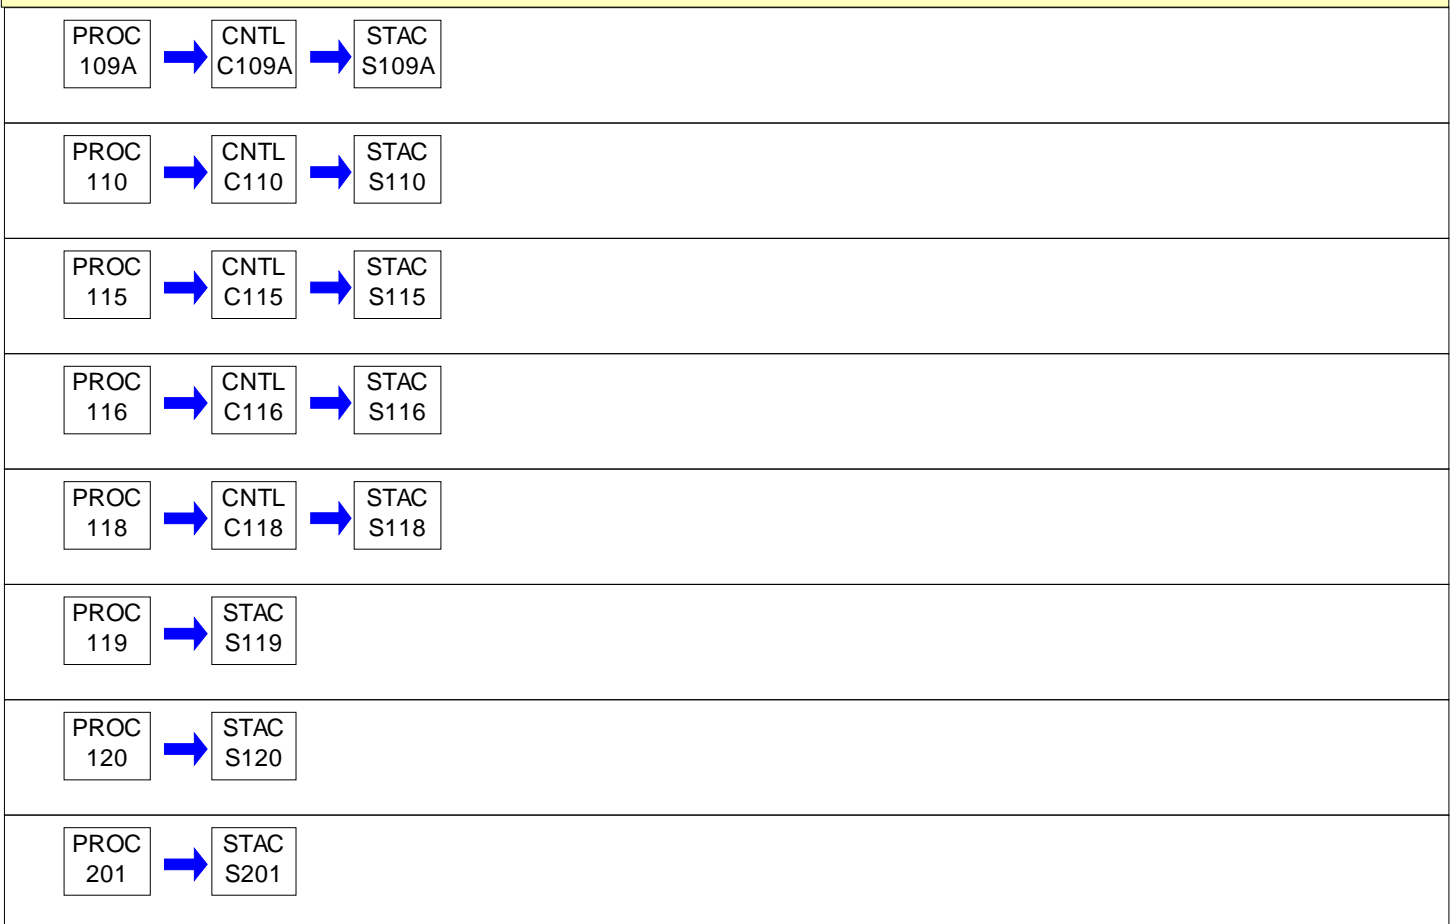 PROC CNTL STAC
109A C109A S109A
PROC CNTL STAC
110 C110 S110
PROC CNTL STAC
115 C115 S115
PROC CNTL STAC
116 C116 S116
PROC CNTL STAC
118 C118 S118
PROC STAC
119 S119
PROC STAC
120 S120
PROC STAC
201 S201